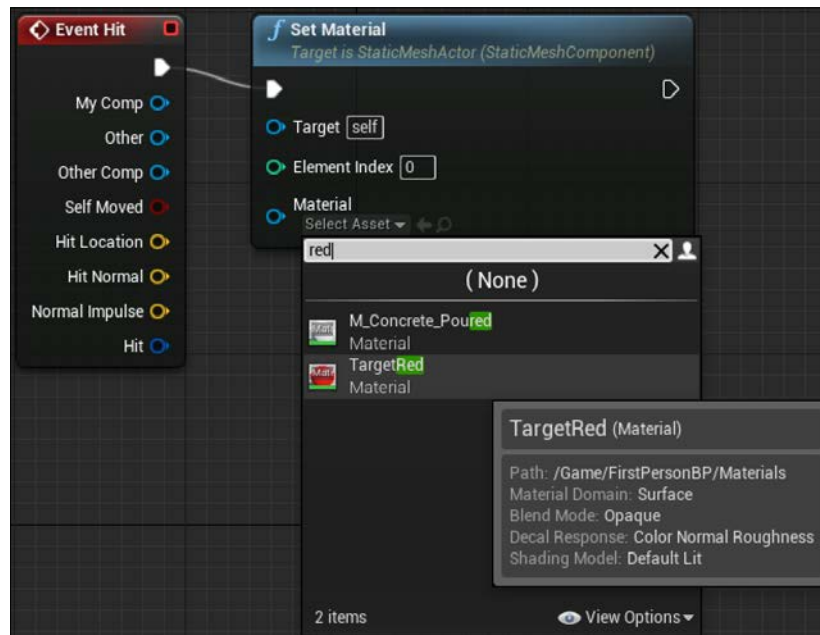 Event Hit
My Comp
Other
Other Comp
Self Moved
Hit Location
Hit Normal
Normal Impulse
Hit
Set Material
Target is StaticMeshActor (StaticMeshComponent)
Target self
Element Index 0
Material
Select Asset
red
( None )
M_Concrete_Poured
Material
TargetRed
Material
TargetRed (Material)
Path: /Game/FirstPersonBP/Materials
Material Domain: Surface
Blend Mode: Opaque
Decal Response: Color Normal Roughness
Shading Model: Default Lit
2 items View Options